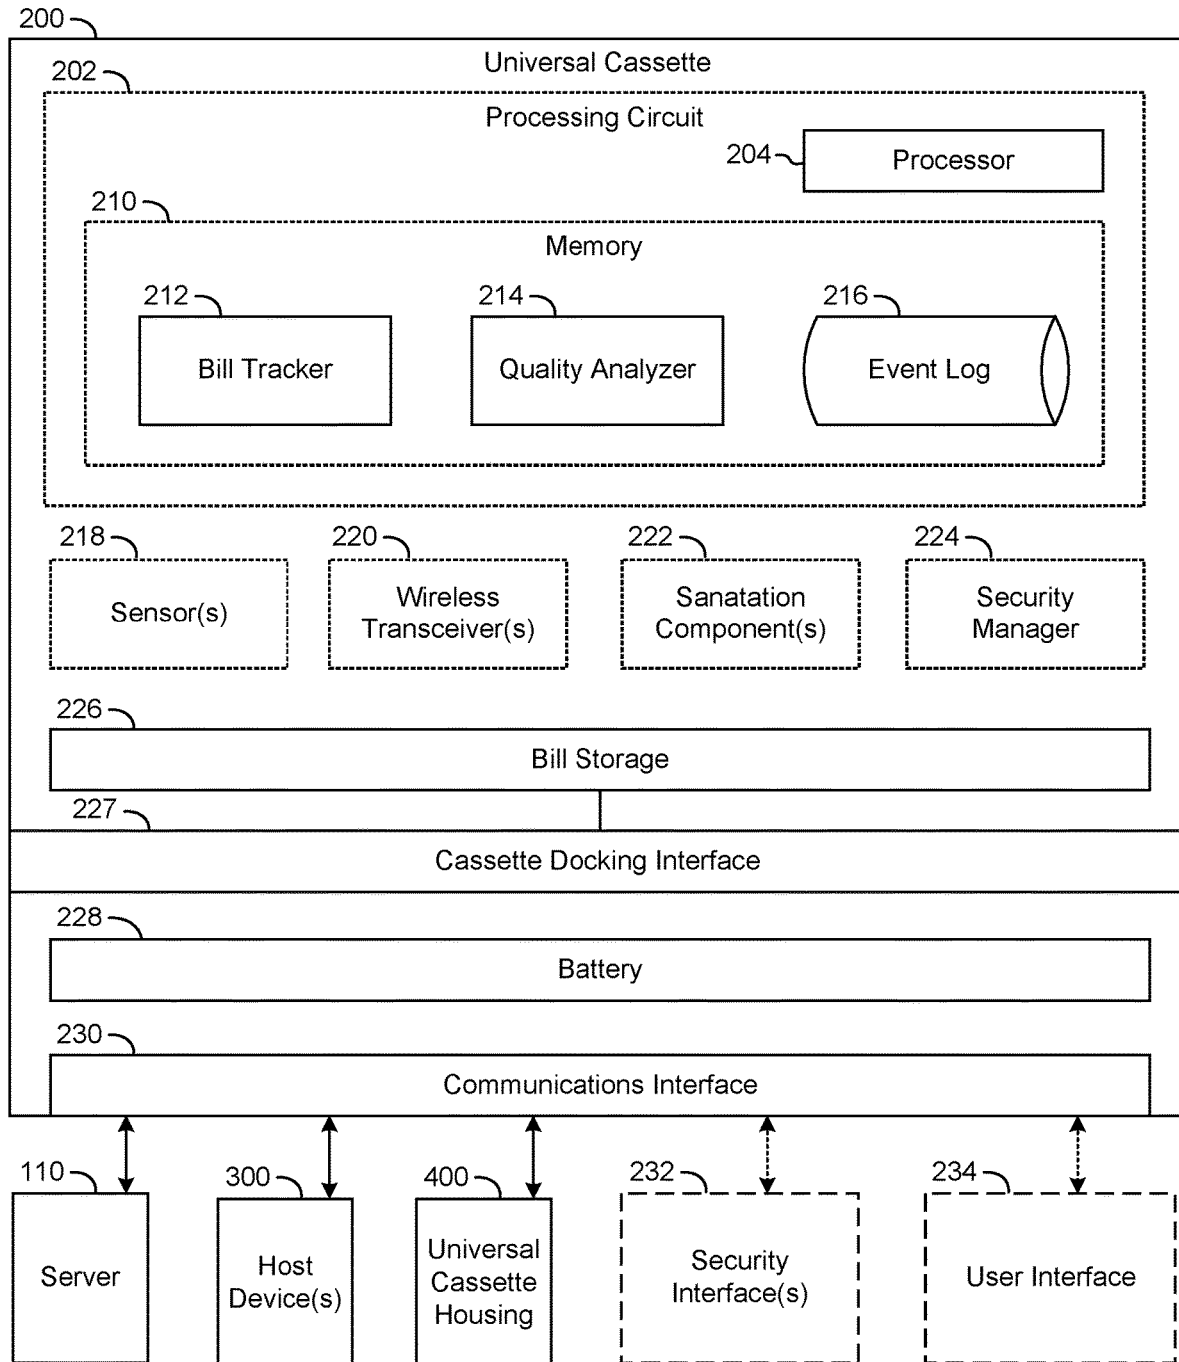 200
Universal Cassette
202
Processing Circuit
204
Processor
210
Memory
212
214
216
Bill Tracker
Quality Analyzer
Event Log
218
220
222
224
Sensor(s)
Wireless
Transceiver(s)
Sanatation
Component(s)
Security
Manager
226
Bill Storage
227
Cassette Docking Interface
228
Battery
230
Communications Interface
110
300
400
232
234
Server
Host
Device(s)
Universal
Cassette
Housing
Security
Interface(s)
User Interface